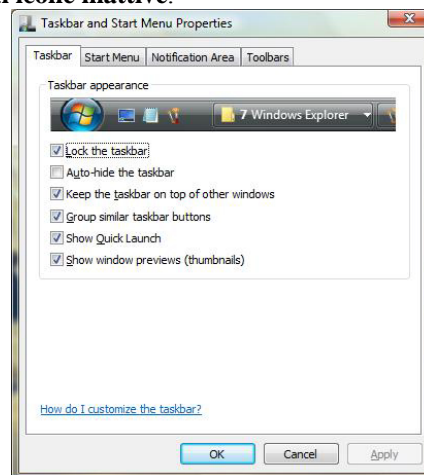 icone inattive.
Taskbar and Start Menu Properties
Taskbar Start Menu Notification Area Toolbars
Taskbar appearance
7 Windows Explorer
Lock the taskbar
Auto-hide the taskbar
Keep the taskbar on top of other windows
Group similar taskbar buttons
Show Quick Launch
Show window previews (thumbnails)
How do I customize the taskbar?
OK Cancel Apply